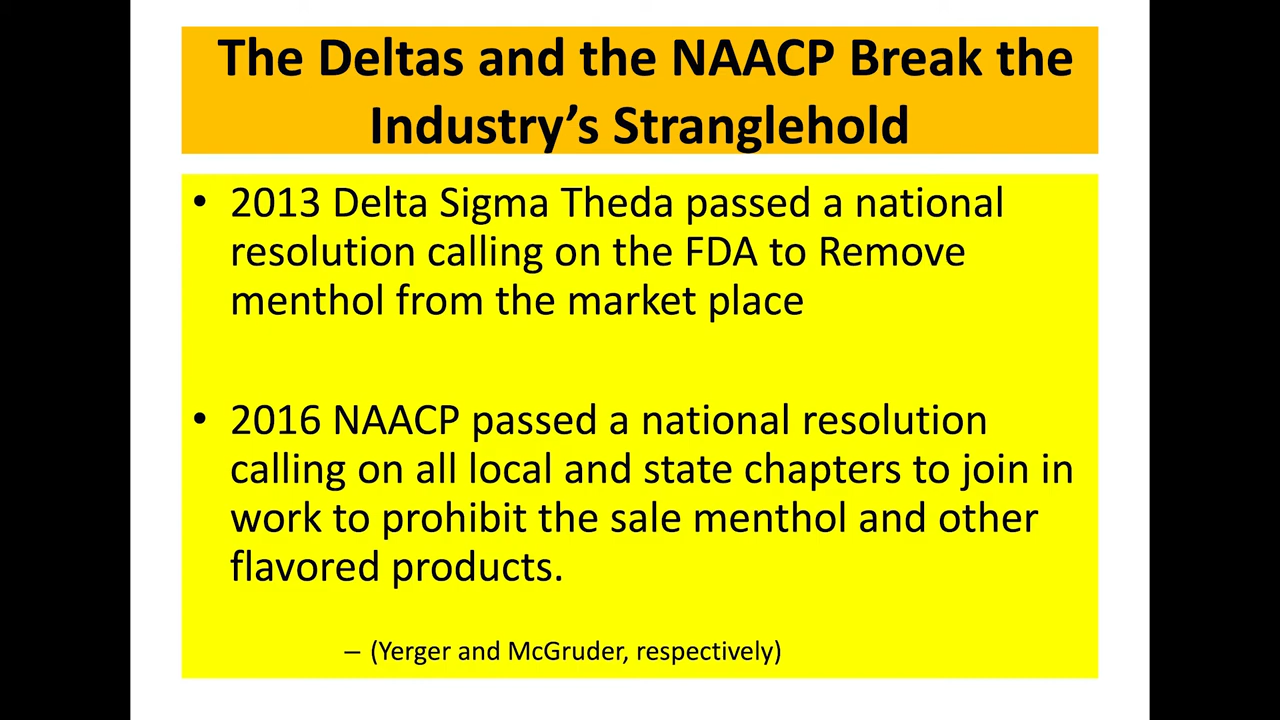 The Deltas and the NAACP Break the
Industry’s Stranglehold
• 2013 Delta Sigma Theda passed a national
resolution calling on the FDA to Remove
menthol from the market place
• 2016 NAACP passed a national resolution
calling on all local and state chapters to join in
work to prohibit the sale menthol and other
flavored products.
– (Yerger and McGruder, respectively)